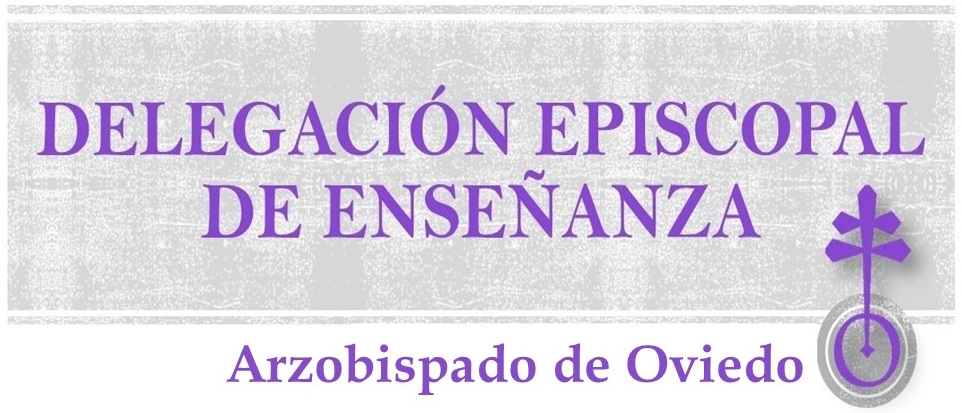 DELEGACIÓN EPISCOPAL
DE ENSEÑANZA
Arzobispado de Oviedo